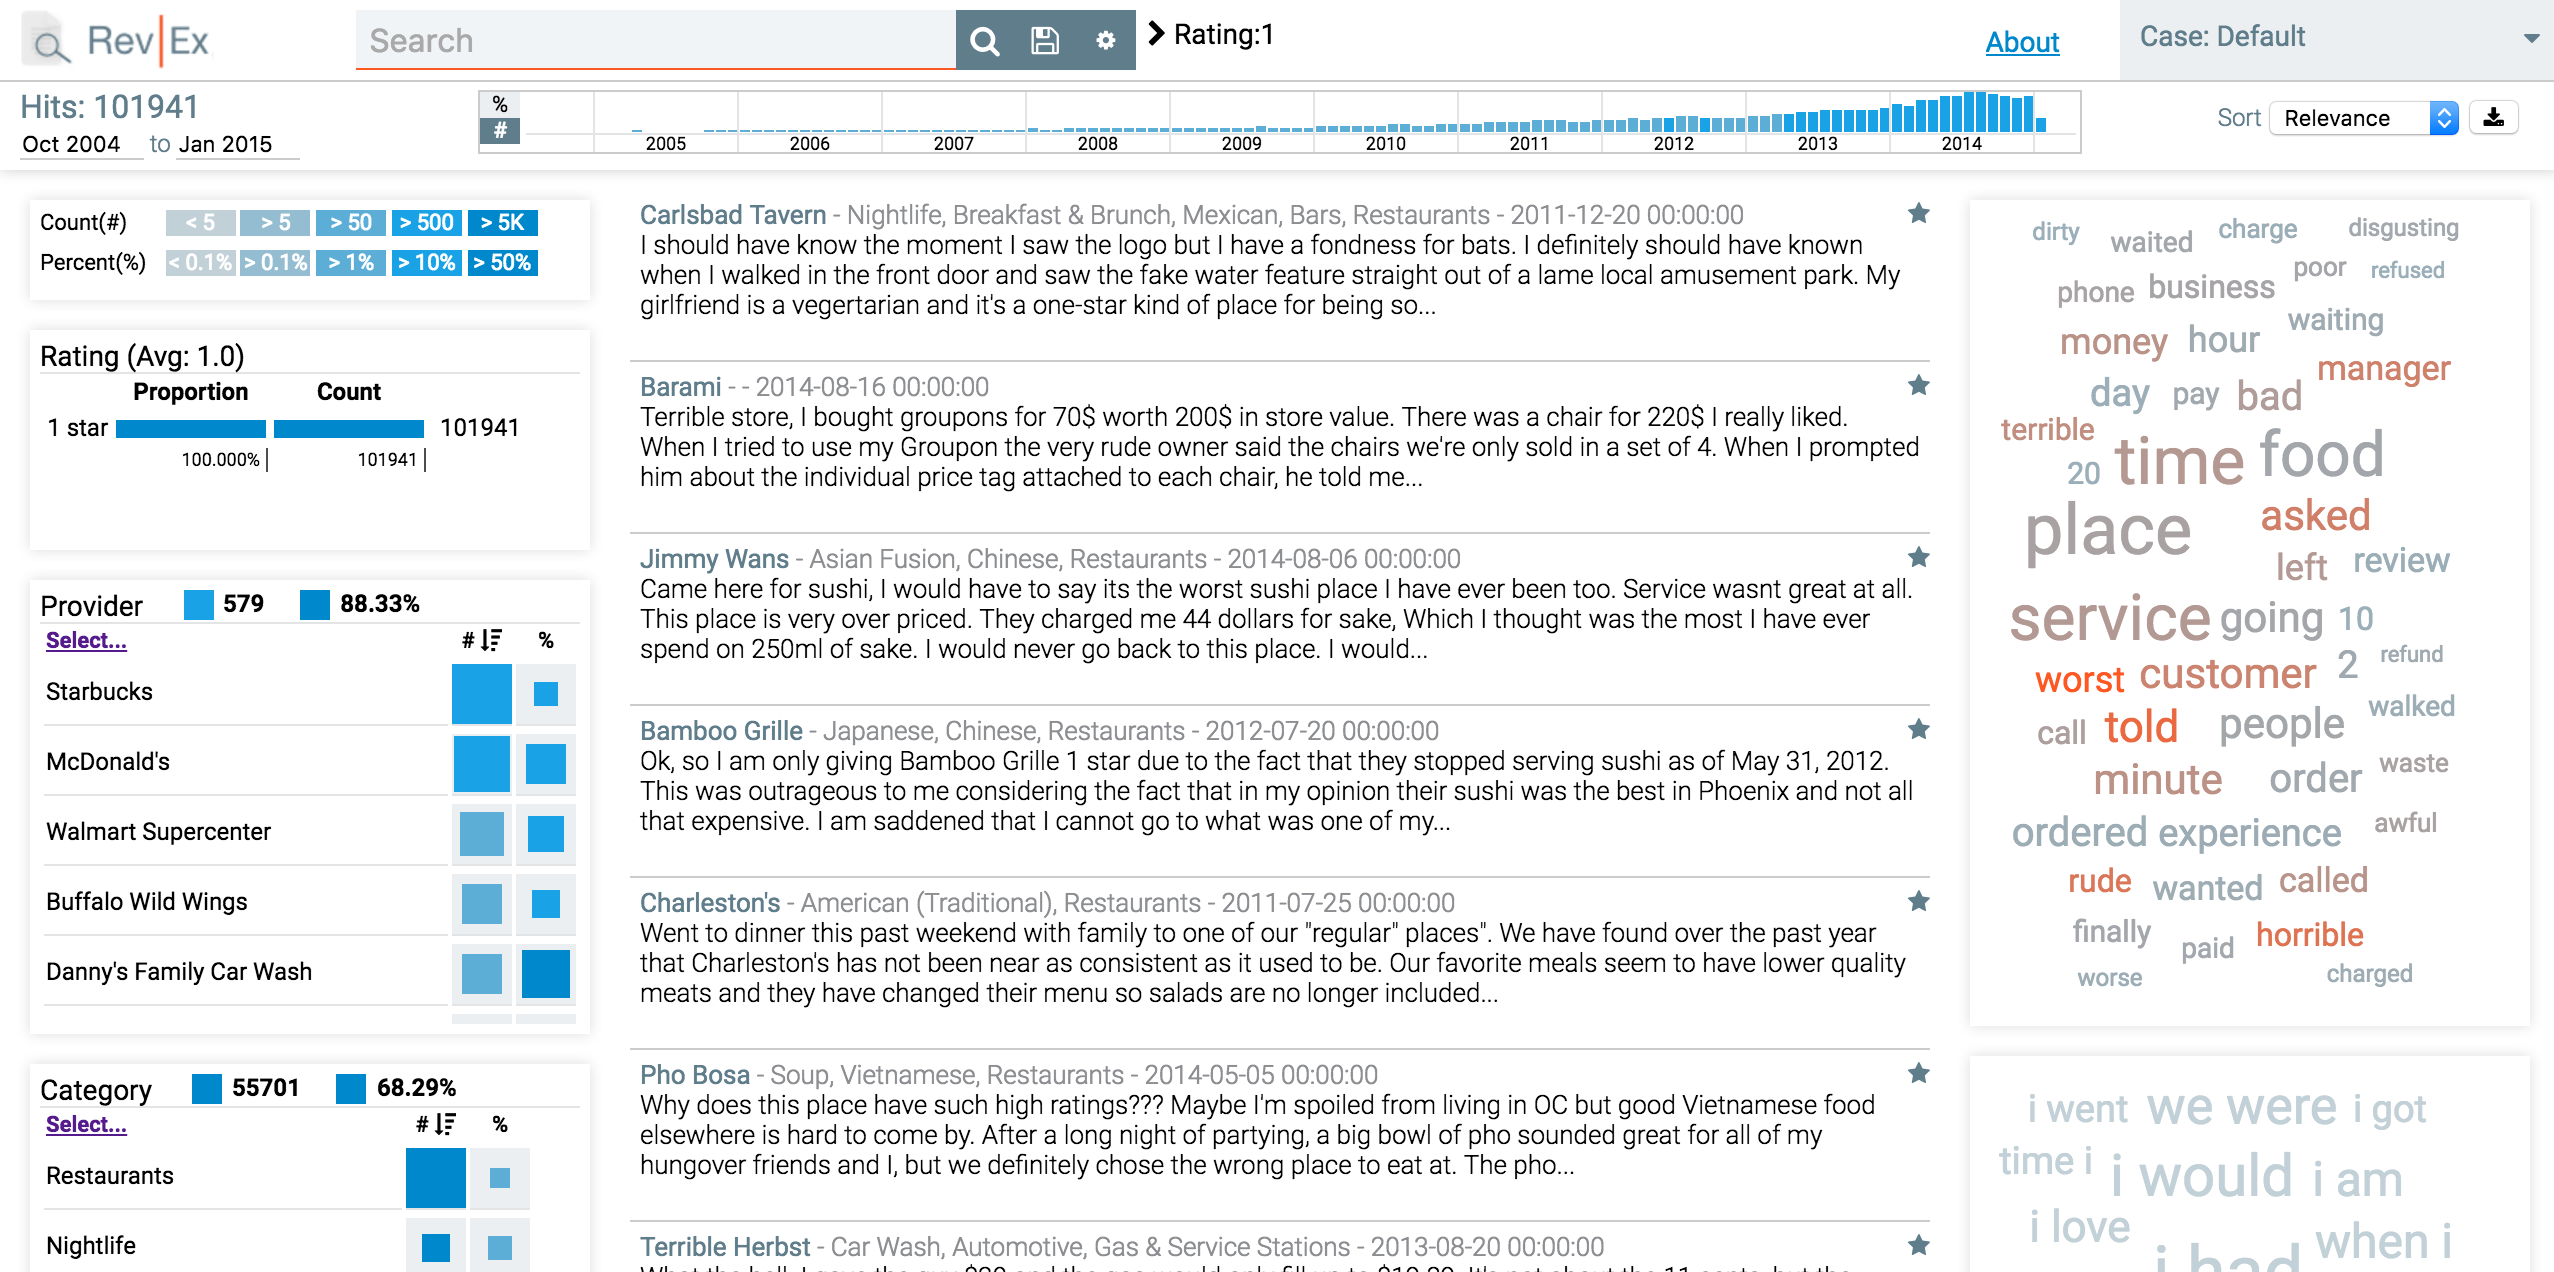 Rev|Ex
Search
Rating:1
About
Case: Default
Hits: 101941
Oct 2004 to Jan 2015
%
#
2005 2006 2007 2008 2009 2010 2011 2012 2013 2014
Sort Relevance
Count(#) < 5 > 5 > 50 > 500 > 5K
Percent(%) < 0.1% > 0.1% > 1% > 10% > 50%
Rating (Avg: 1.0)
Proportion Count
1 star 101941
100.000% 101941
Provider 579 88.33%
Select... # %
Starbucks
McDonald's
Walmart Supercenter
Buffalo Wild Wings
Danny's Family Car Wash
Category 55701 68.29%
Select... # %
Restaurants
Nightlife
Carlsbad Tavern - Nightlife, Breakfast & Brunch, Mexican, Bars, Restaurants - 2011-12-20 00:00:00
I should have know the moment I saw the logo but I have a fondness for bats. I definitely should have known
when I walked in the front door and saw the fake water feature straight out of a lame local amusement park. My
girlfriend is a vegertarian and it's a one-star kind of place for being so...
Barami - - 2014-08-16 00:00:00
Terrible store, I bought groupons for 70$ worth 200$ in store value. There was a chair for 220$ I really liked.
When I tried to use my Groupon the very rude owner said the chairs we're only sold in a set of 4. When I prompted
him about the individual price tag attached to each chair, he told me...
Jimmy Wans - Asian Fusion, Chinese, Restaurants - 2014-08-06 00:00:00
Came here for sushi, I would have to say its the worst sushi place I have ever been too. Service wasnt great at all.
This place is very over priced. They charged me 44 dollars for sake, Which I thought was the most I have ever
spend on 250ml of sake. I would never go back to this place. I would...
Bamboo Grille - Japanese, Chinese, Restaurants - 2012-07-20 00:00:00
Ok, so I am only giving Bamboo Grille 1 star due to the fact that they stopped serving sushi as of May 31, 2012.
This was outrageous to me considering the fact that in my opinion their sushi was the best in Phoenix and not all
that expensive. I am saddened that I cannot go to what was one of my...
Charleston's - American (Traditional), Restaurants - 2011-07-25 00:00:00
Went to dinner this past weekend with family to one of our "regular" places". We have found over the past year
that Charleston's has not been near as consistent as it used to be. Our favorite meals seem to have lower quality
meats and they have changed their menu so salads are no longer included...
Pho Bosa - Soup, Vietnamese, Restaurants - 2014-05-05 00:00:00
Why does this place have such high ratings??? Maybe I'm spoiled from living in OC but good Vietnamese food
elsewhere is hard to come by. After a long night of partying, a big bowl of pho sounded great for all of my
hungover friends and I, but we definitely chose the wrong place to eat at. The pho...
Terrible Herbst - Car Wash, Automotive, Gas & Service Stations - 2013-08-20 00:00:00
dirty waited charge disgusting
phone business poor refused
money hour waiting
day pay bad manager
terrible
20 time food
place asked
left review
service going 10
worst customer 2 refund
call told people walked
minute order waste
ordered experience awful
rude wanted called
finally paid horrible
worse charged
i went we were i got
time i i would i am
i love when i
i had